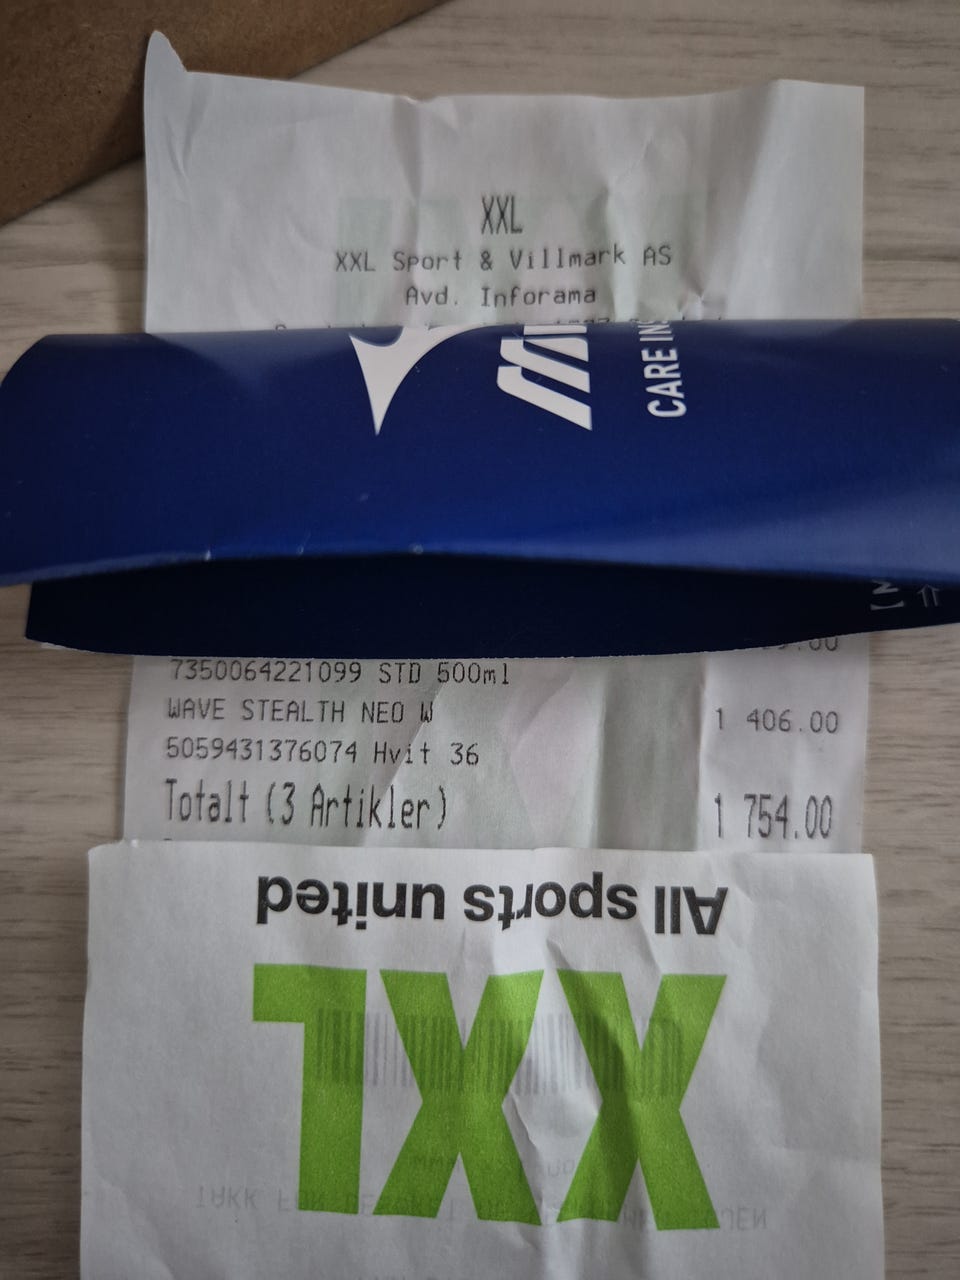 XXL
XXL Sport & Villmark AS
Avd. Inforama
CARE
7350064221099 STD 500ml
WAVE STEALTH NEO W 1 406.00
5059431376074 Hvit 36
Totalt (3 Artikler) 1 754.00
All sports united
XXL